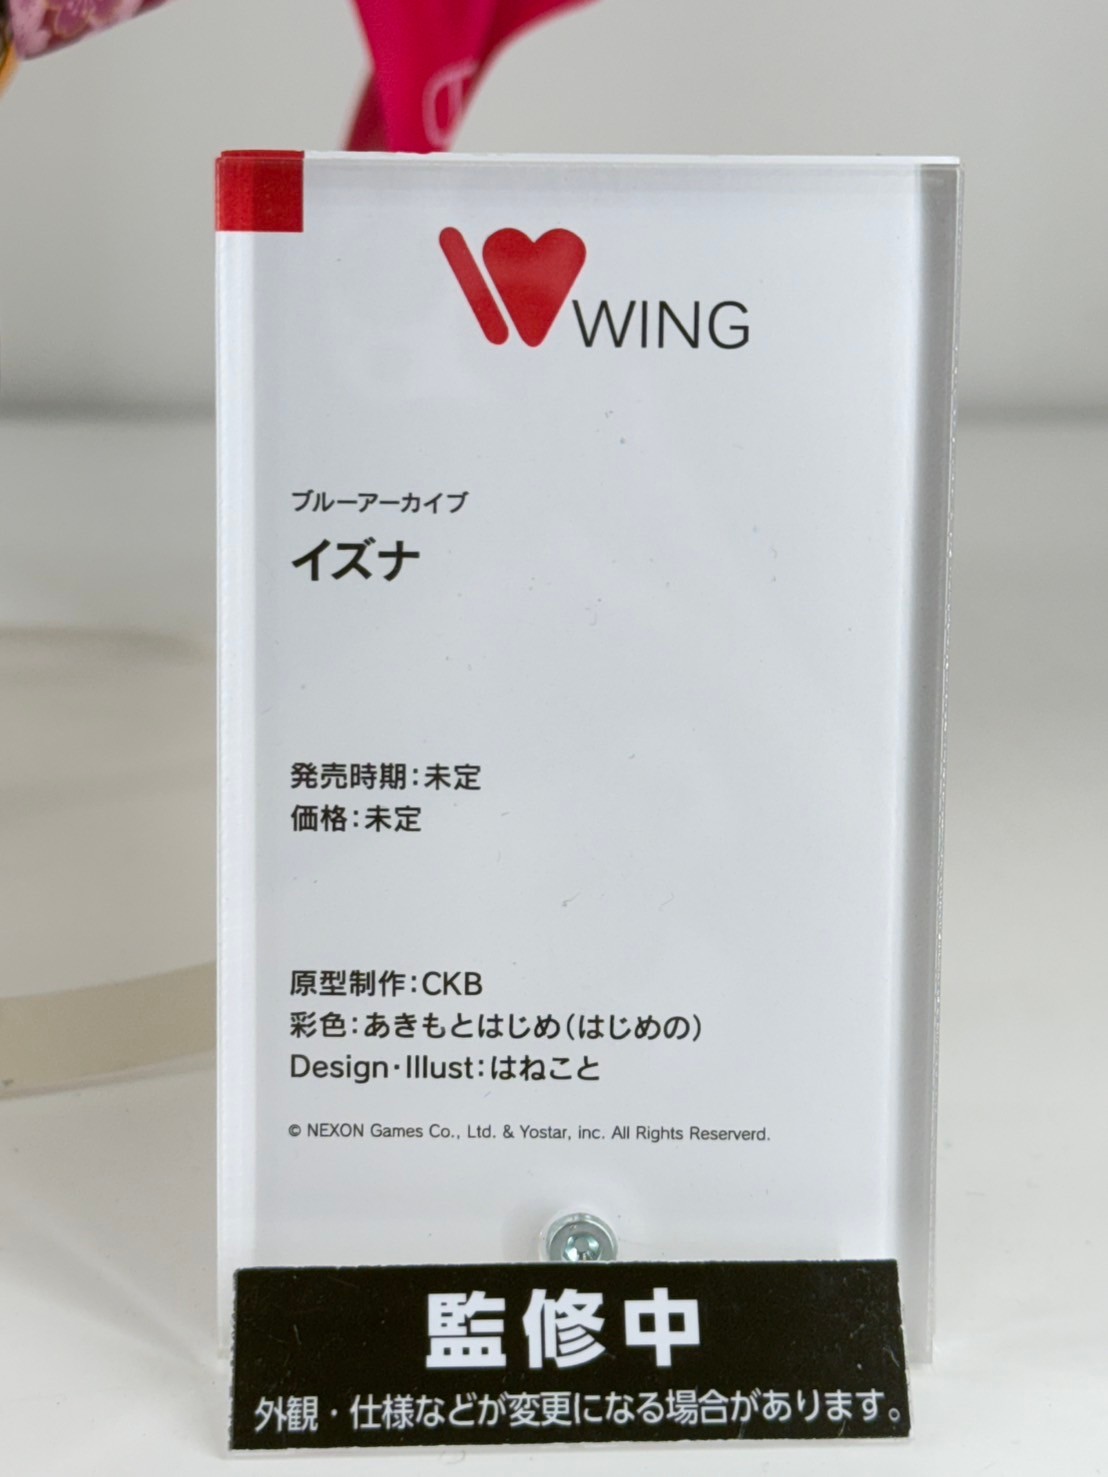 WING
ブルーアーカイブ
イズナ
発売時期：未定
価格：未定
原型制作：CKB
彩色：あきもとはじめ（はじめの）
Design・Illust：はねこと
© NEXON Games Co., Ltd. & Yostar, inc. All Rights Reserverd.
監修中
外観・仕様などが変更になる場合があります。